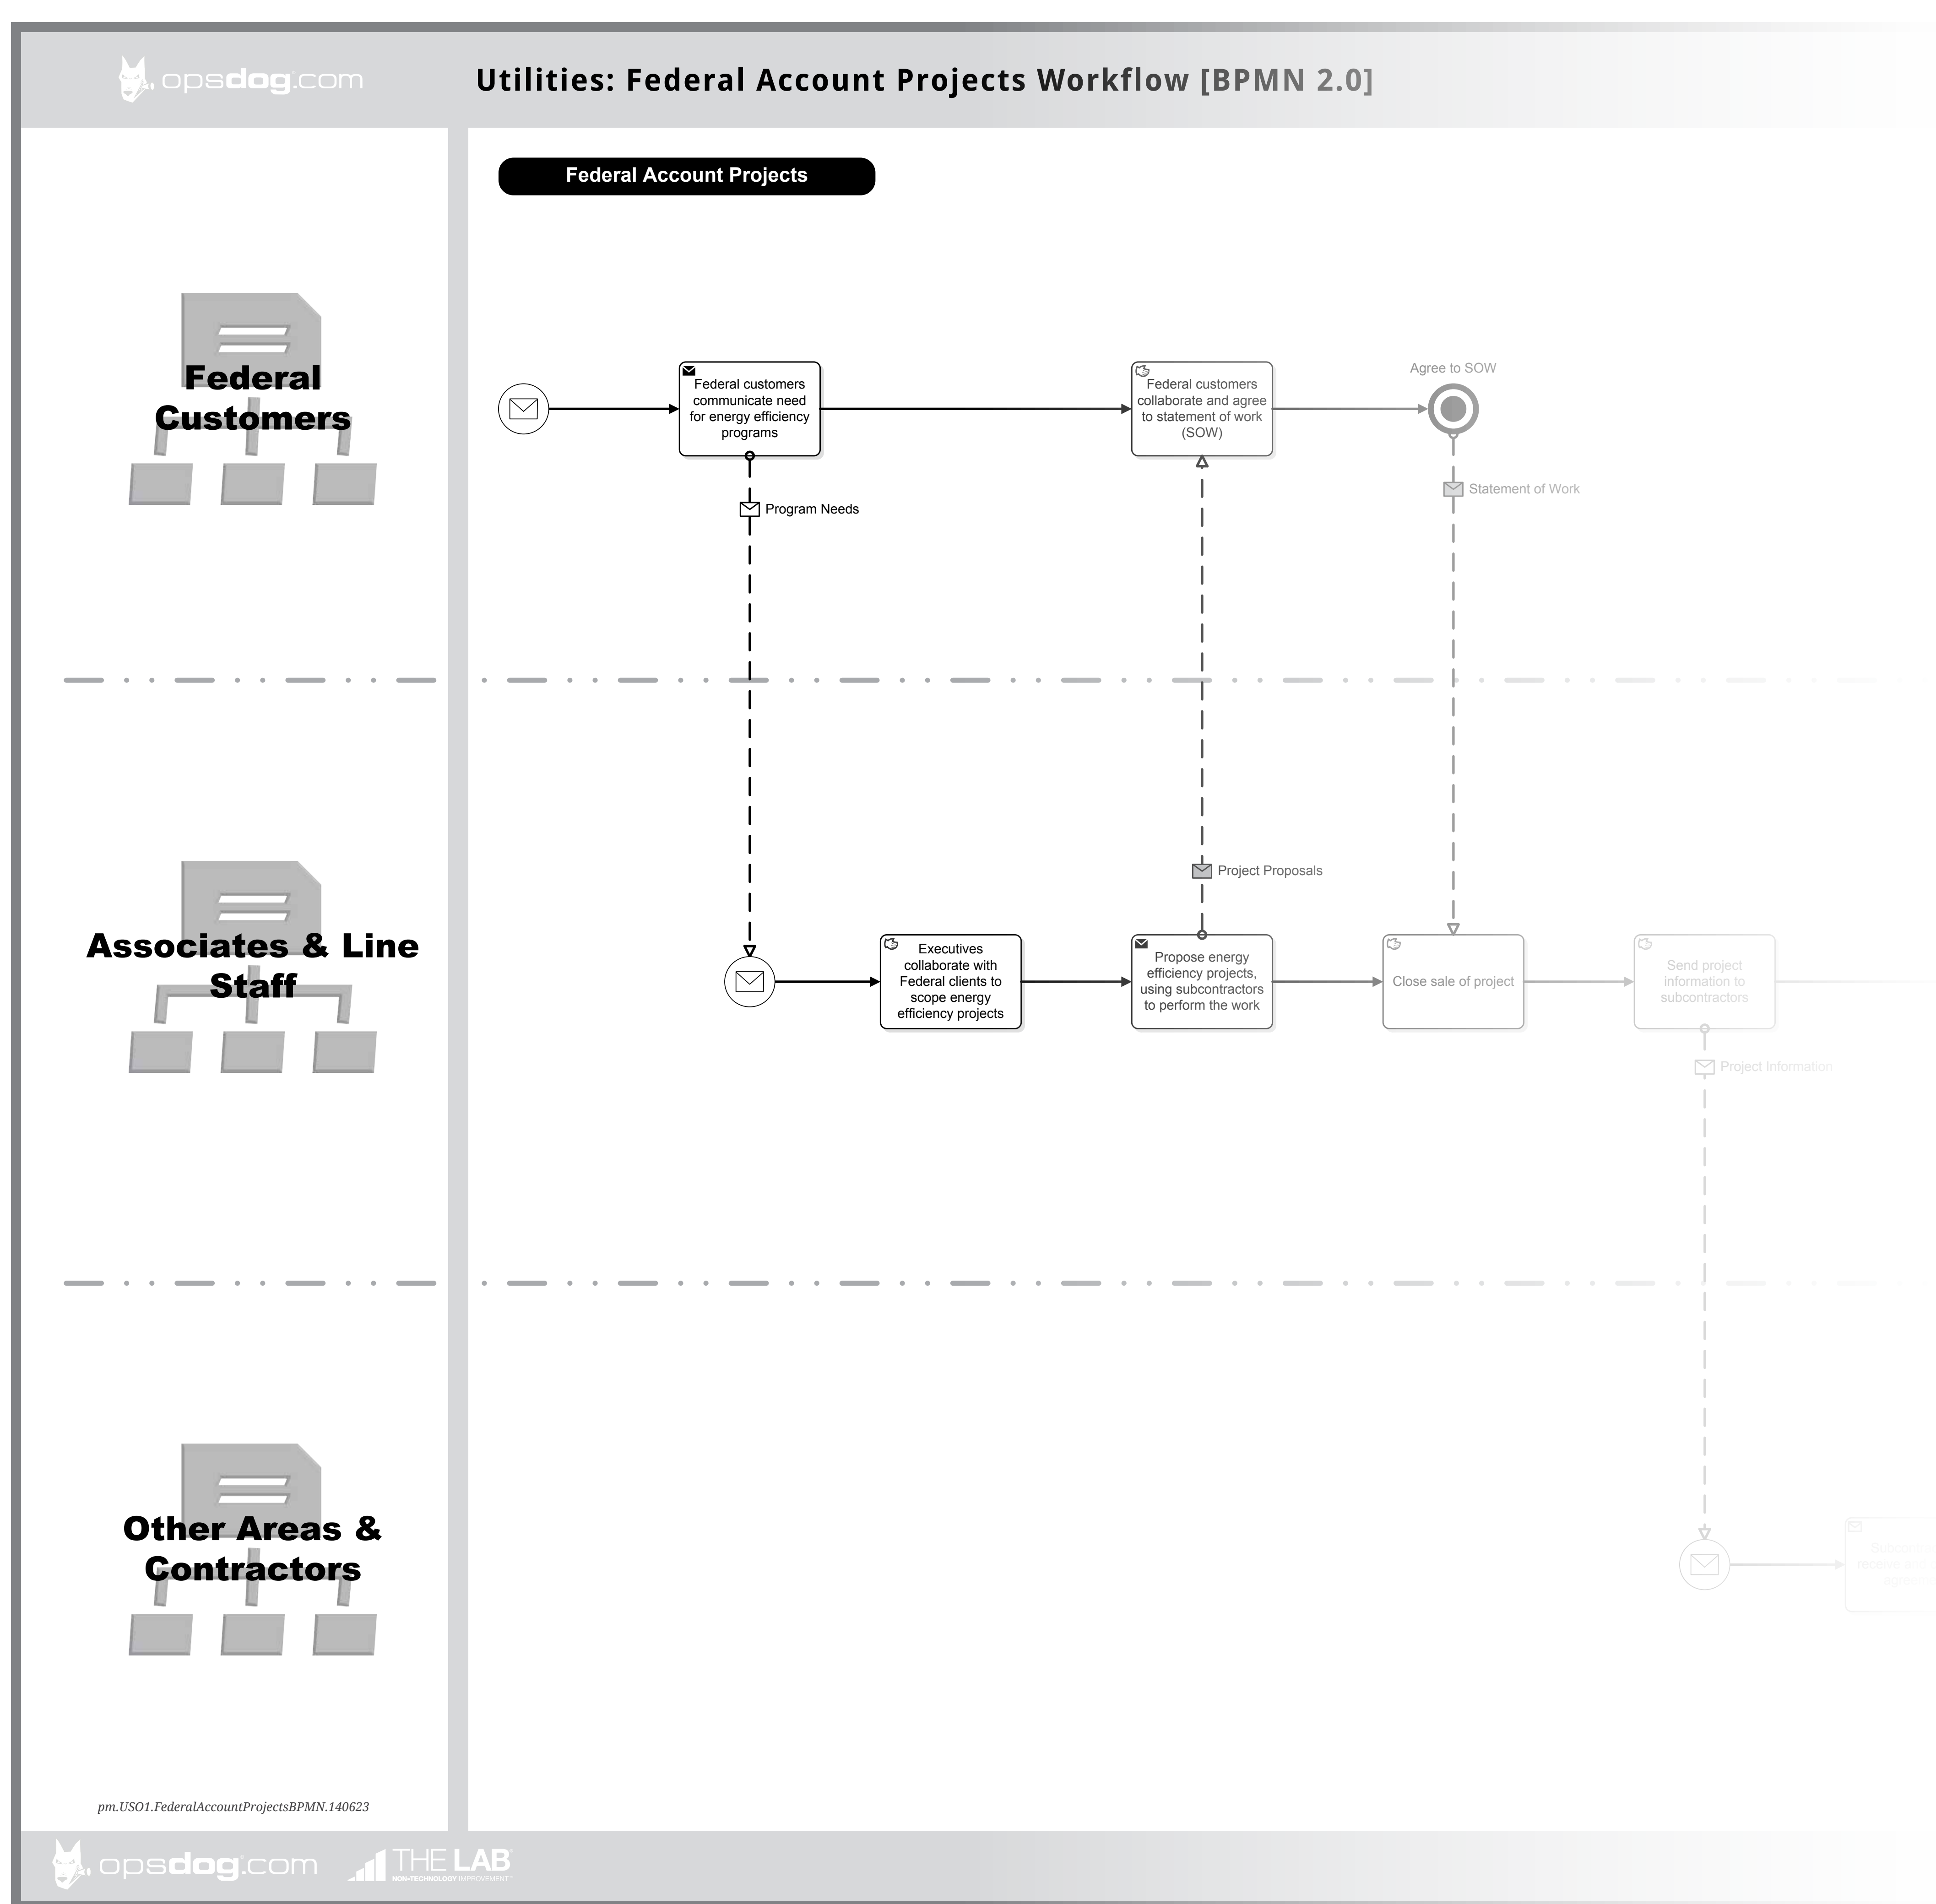 opsdog.com
Utilities: Federal Account Projects Workflow [BPMN 2.0]
Federal Account Projects
Federal
Customers
Federal customers
communicate need
for energy efficiency
programs
Federal customers
collaborate and agree
to statement of work
(SOW)
Agree to SOW
Program Needs
Statement of Work
Project Proposals
Associates & Line
Staff
Executives
collaborate with
Federal clients to
scope energy
efficiency projects
Propose energy
efficiency projects,
using subcontractors
to perform the work
Close sale of project
Send project
information to
subcontractors
Project Information
Other Areas &
Contractors
receive
pm.USO1.FederalAccountProjectsBPMN.140623
opsdog.com
THE LAB
NON-TECHNOLOGY IMPROVEMENT